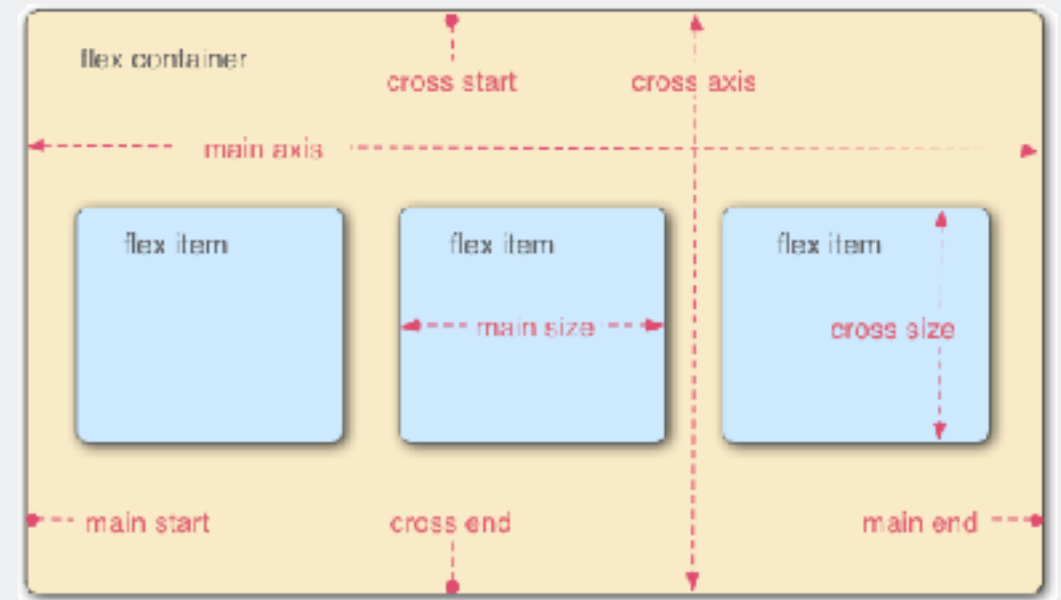 flex container
cross start
cross axis
main axis
flex item
flex item
flex item
main size
cross size
main start
cross end
main end